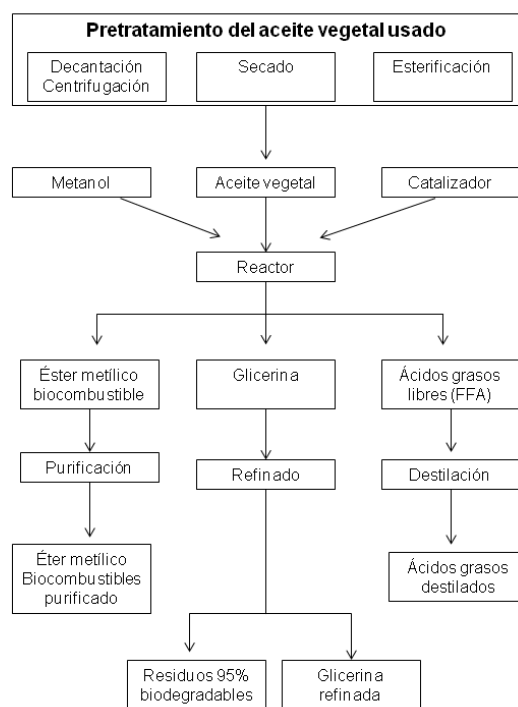 Pretratamiento del aceite vegetal usado
Decantación
Centrifugación
Secado
Esterificación
Metanol
Aceite vegetal
Catalizador
Reactor
Éster metílico
biocombustible
Glicerina
Ácidos grasos
libres (FFA)
Purificación
Refinado
Destilación
Éter metílico
Biocombustibles
purificado
Ácidos grasos
destilados
Residuos 95%
biodegradables
Glicerina
refinada